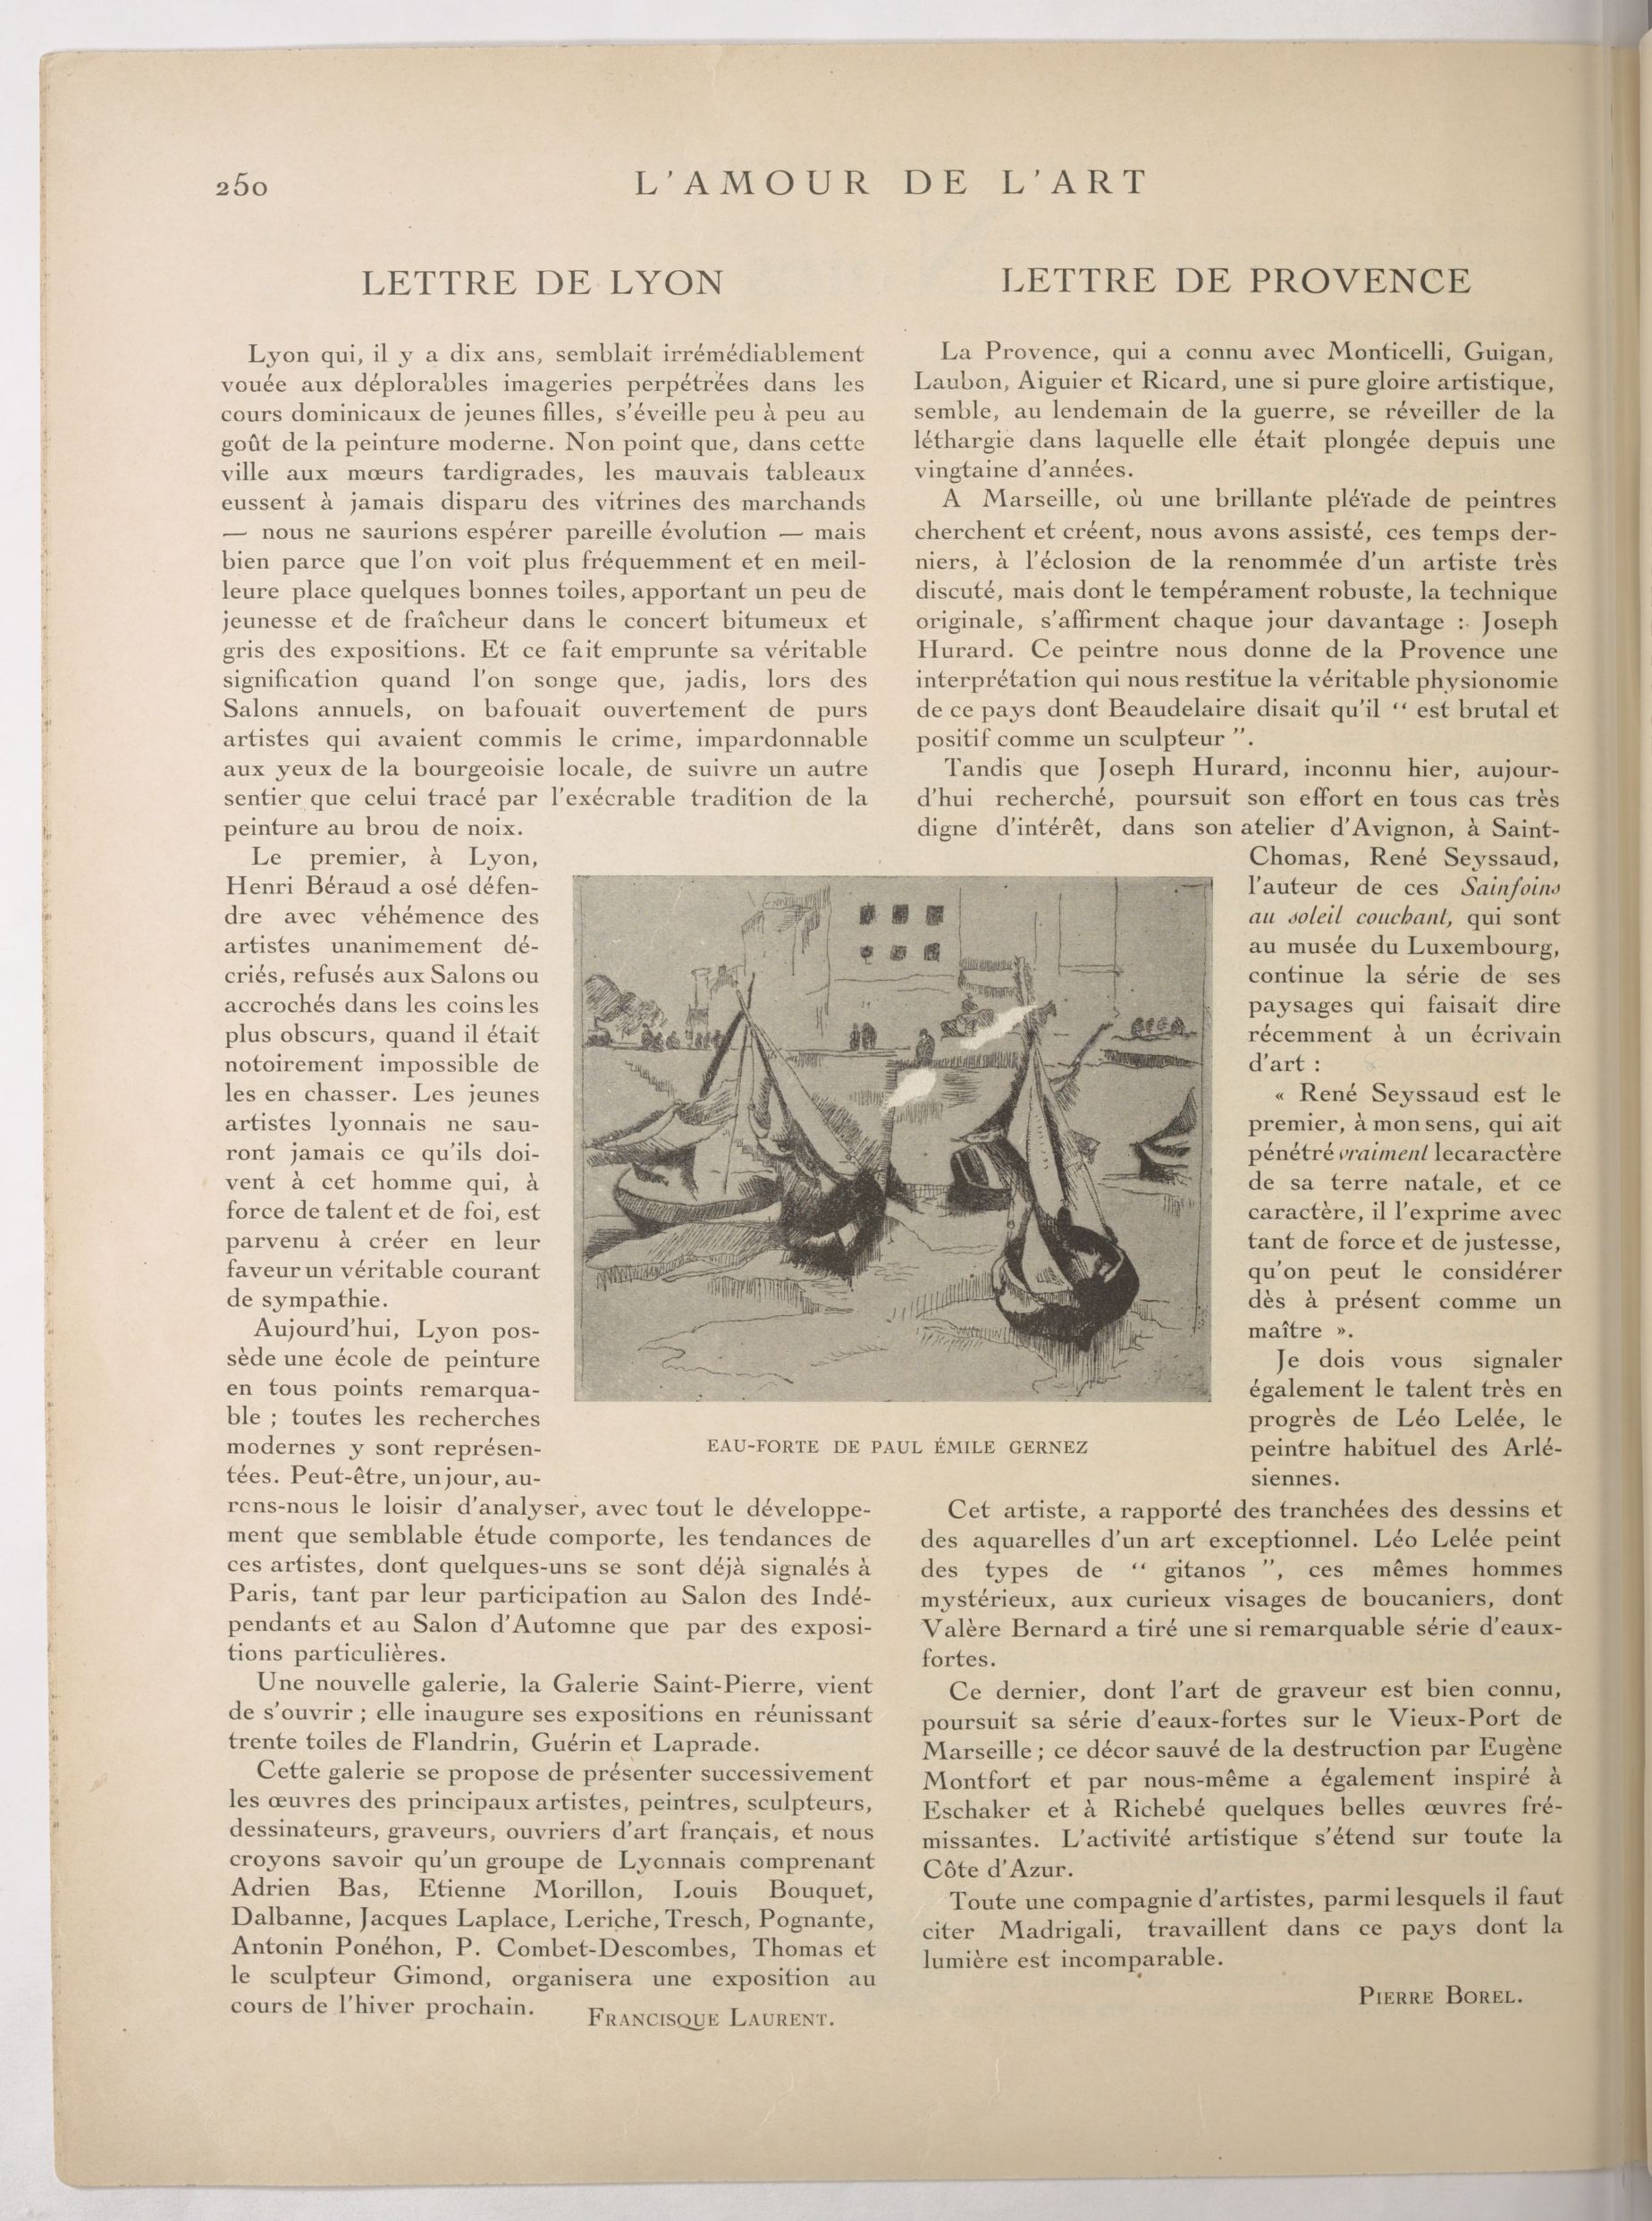 250
L'AMOUR DE L'ART
LETTRE DE LYON
Lyon qui, il y a dix ans, semblait irrémédiablement
vouée aux déplorables imageries perpétrées dans les
cours dominicaux de jeunes filles, s'éveille peu à peu au
goût de la peinture moderne. Non point que, dans cette
ville aux mœurs tardigrades, les mauvais tableaux
eussent à jamais disparu des vitrines des marchands
— nous ne saurions espérer pareille évolution — mais
bien parce que l'on voit plus fréquemment et en meil-
leure place quelques bonnes toiles, apportant un peu de
jeunesse et de fraîcheur dans le concert bitumeux et
gris des expositions. Et ce fait emprunte sa véritable
signification quand l'on songe que, jadis, lors des
Salons annuels, on bafouait ouvertement de purs
artistes qui avaient commis le crime, impardonnable
aux yeux de la bourgeoisie locale, de suivre un autre
sentier que celui tracé par l'exécrable tradition de la
peinture au brou de noix.
Le premier, à Lyon,
Henri Béraud a osé défen-
dre avec véhémence des
artistes unanimement dé-
criés, refusés aux Salons ou
accrochés dans les coins les
plus obscurs, quand il était
notoirement impossible de
les en chasser. Les jeunes
artistes lyonnais ne sau-
ront jamais ce qu'ils doi-
vent à cet homme qui, à
force de talent et de foi, est
parvenu à créer en leur
faveur un véritable courant
de sympathie.
Aujourd'hui, Lyon pos-
sède une école de peinture
en tous points remarqua-
ble ; toutes les recherches
modernes y sont représen-
tées. Peut-être, un jour, au-
rons-nous le loisir d'analyser, avec tout le développe-
ment que semblable étude comporte, les tendances de
ces artistes, dont quelques-uns se sont déjà signalés à
Paris, tant par leur participation au Salon des Indé-
pendants et au Salon d'Automne que par des exposi-
tions particulières.
Une nouvelle galerie, la Galerie Saint-Pierre, vient
de s'ouvrir ; elle inaugure ses expositions en réunissant
trente toiles de Flandrin, Guérin et Laprade.
Cette galerie se propose de présenter successivement
les œuvres des principaux artistes, peintres, sculpteurs,
dessinateurs, graveurs, ouvriers d'art français, et nous
croyons savoir qu'un groupe de Lyonnais comprenant
Adrien Bas, Etienne Morillon, Louis Bouquet,
Dalbanne, Jacques Laplace, Leriche, Tresch, Pognante,
Antonin Ponéhon, P. Combet-Descombes, Thomas et
le sculpteur Gimond, organisera une exposition au
cours de l'hiver prochain.
FRANCISQUE LAURENT.
EAU-FORTE DE PAUL ÉMILE GERNEZ
LETTRE DE PROVENCE
La Provence, qui a connu avec Monticelli, Guigan,
Laubon, Aiguier et Ricard, une si pure gloire artistique,
semble, au lendemain de la guerre, se réveiller de la
léthargie dans laquelle elle était plongée depuis une
vingtaine d'années.
A Marseille, où une brillante pléïade de peintres
cherchent et créent, nous avons assisté, ces temps der-
niers, à l'éclosion de la renommée d'un artiste très
discuté, mais dont le tempérament robuste, la technique
originale, s'affirment chaque jour davantage : Joseph
Hurard. Ce peintre nous donne de la Provence une
interprétation qui nous restitue la véritable physionomie
de ce pays dont Beaudelaire disait qu'il “ est brutal et
positif comme un sculpteur ”.
Tandis que Joseph Hurard, inconnu hier, aujour-
d'hui recherché, poursuit son effort en tous cas très
digne d'intérêt, dans son atelier d'Avignon, à Saint-
Chomas, René Seyssaud,
l'auteur de ces Sainfoins
au soleil couchant, qui sont
au musée du Luxembourg,
continue la série de ses
paysages qui faisait dire
récemment à un écrivain
d'art :
« René Seyssaud est le
premier, à mon sens, qui ait
pénétré vraiment lecaractère
de sa terre natale, et ce
caractère, il l'exprime avec
tant de force et de justesse,
qu'on peut le considérer
dès à présent comme un
maître ».
Je dois vous signaler
également le talent très en
progrès de Léo Lelée, le
peintre habituel des Arlé-
siennes.
Cet artiste, a rapporté des tranchées des dessins et
des aquarelles d'un art exceptionnel. Léo Lelée peint
des types de “ gitanos ”, ces mêmes hommes
mystérieux, aux curieux visages de boucaniers, dont
Valère Bernard a tiré une si remarquable série d'eaux-
fortes.
Ce dernier, dont l'art de graveur est bien connu,
poursuit sa série d'eaux-fortes sur le Vieux-Port de
Marseille ; ce décor sauvé de la destruction par Eugène
Montfort et par nous-même a également inspiré à
Eschaker et à Richebé quelques belles œuvres fré-
missantes. L'activité artistique s'étend sur toute la
Côte d'Azur.
Toute une compagnie d'artistes, parmi lesquels il faut
citer Madrigali, travaillent dans ce pays dont la
lumière est incomparable.
PIERRE BOREL.